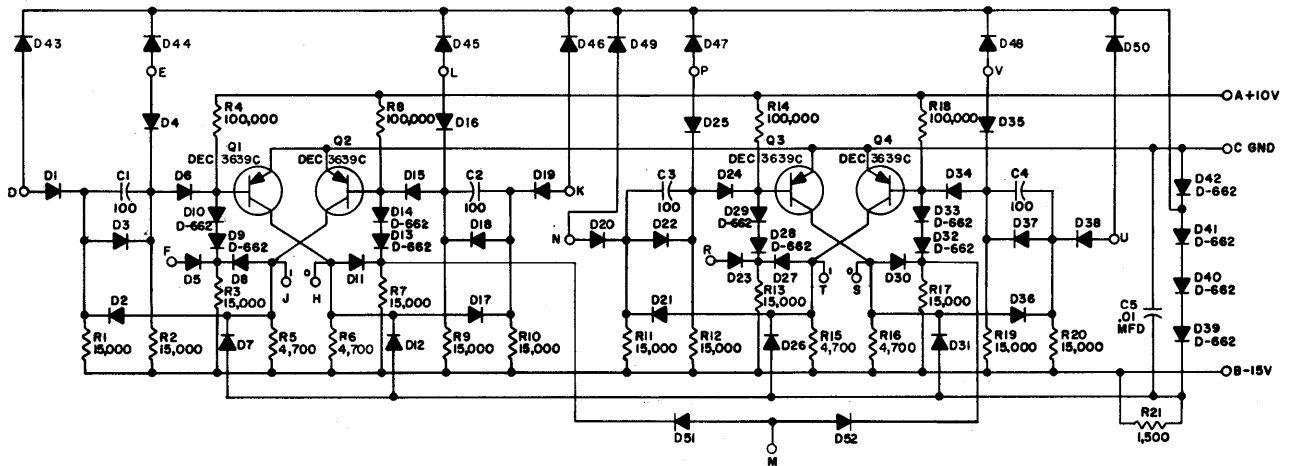 D43
D44
D45
D46
D49
D47
D48
D50
E
L
P
V
A+10V
R4
100,000
R8
100,000
R14
100,000
R18
100,000
D4
D16
D25
D35
Q1
Q2
Q3
Q4
DEC 3639C
DEC 3639C
DEC 3639C
DEC 3639C
C GND
D
D1
C1
100
D6
D15
C2
100
D19
K
C3
100
D24
D34
C4
100
D42
D-662
D10
D-662
D14
D-662
D29
D-662
D33
D-662
D3
D9
D-662
D13
D-662
D18
N
D20
D22
D28
D-662
D32
D-662
D37
D38
U
D41
D-662
F
D5
D8
1
J
0
H
D11
R
D23
D27
1
T
0
S
D30
D40
D-662
R3
15,000
R7
15,000
R13
15,000
R17
15,000
D2
D17
D21
D36
C5
.01
MFD
D39
D-662
R1
15,000
R2
15,000
D7
R5
4,700
R6
4,700
D12
R9
15,000
R10
15,000
R11
15,000
R12
15,000
D26
R15
4,700
R16
4,700
D31
R19
15,000
R20
15,000
B-15V
D51
D52
R21
1,500
M